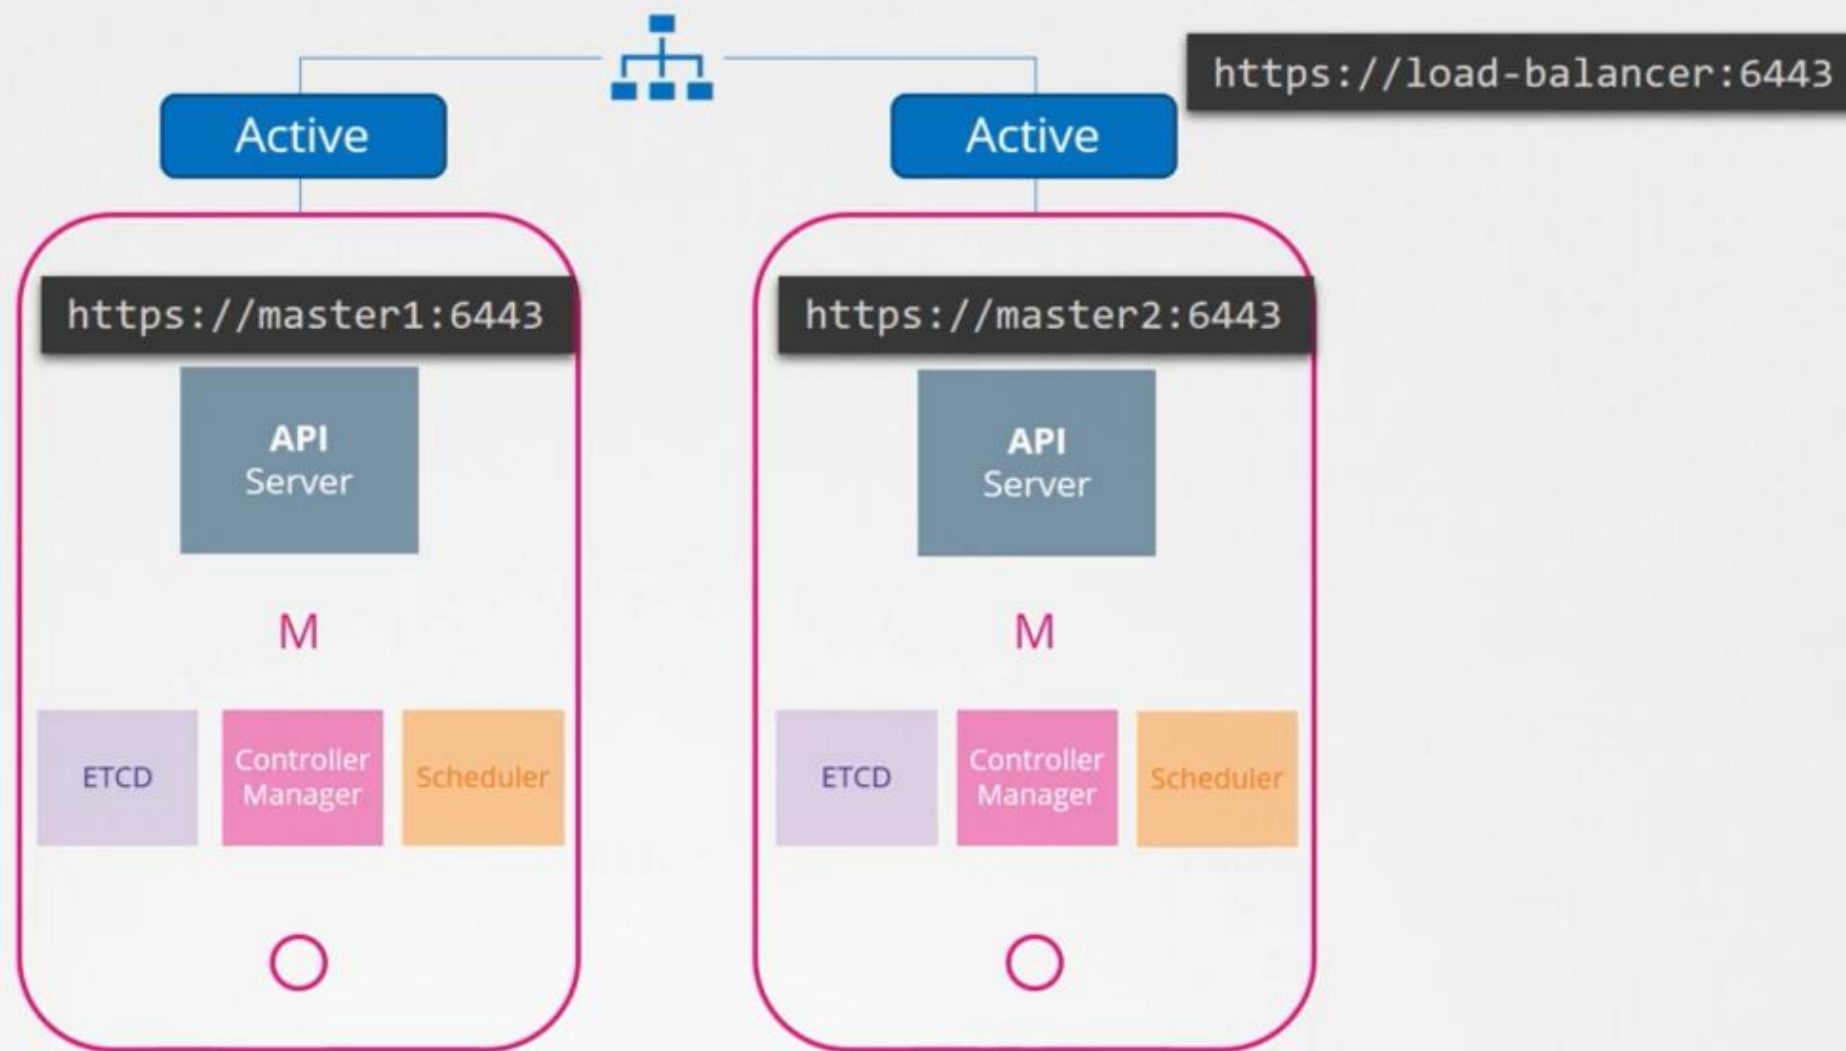 https://load-balancer:6443
Active
Active
https://master1:6443
https://master2:6443
API
Server
API
Server
M
M
ETCD
Controller
Manager
Scheduler
ETCD
Controller
Manager
Scheduler